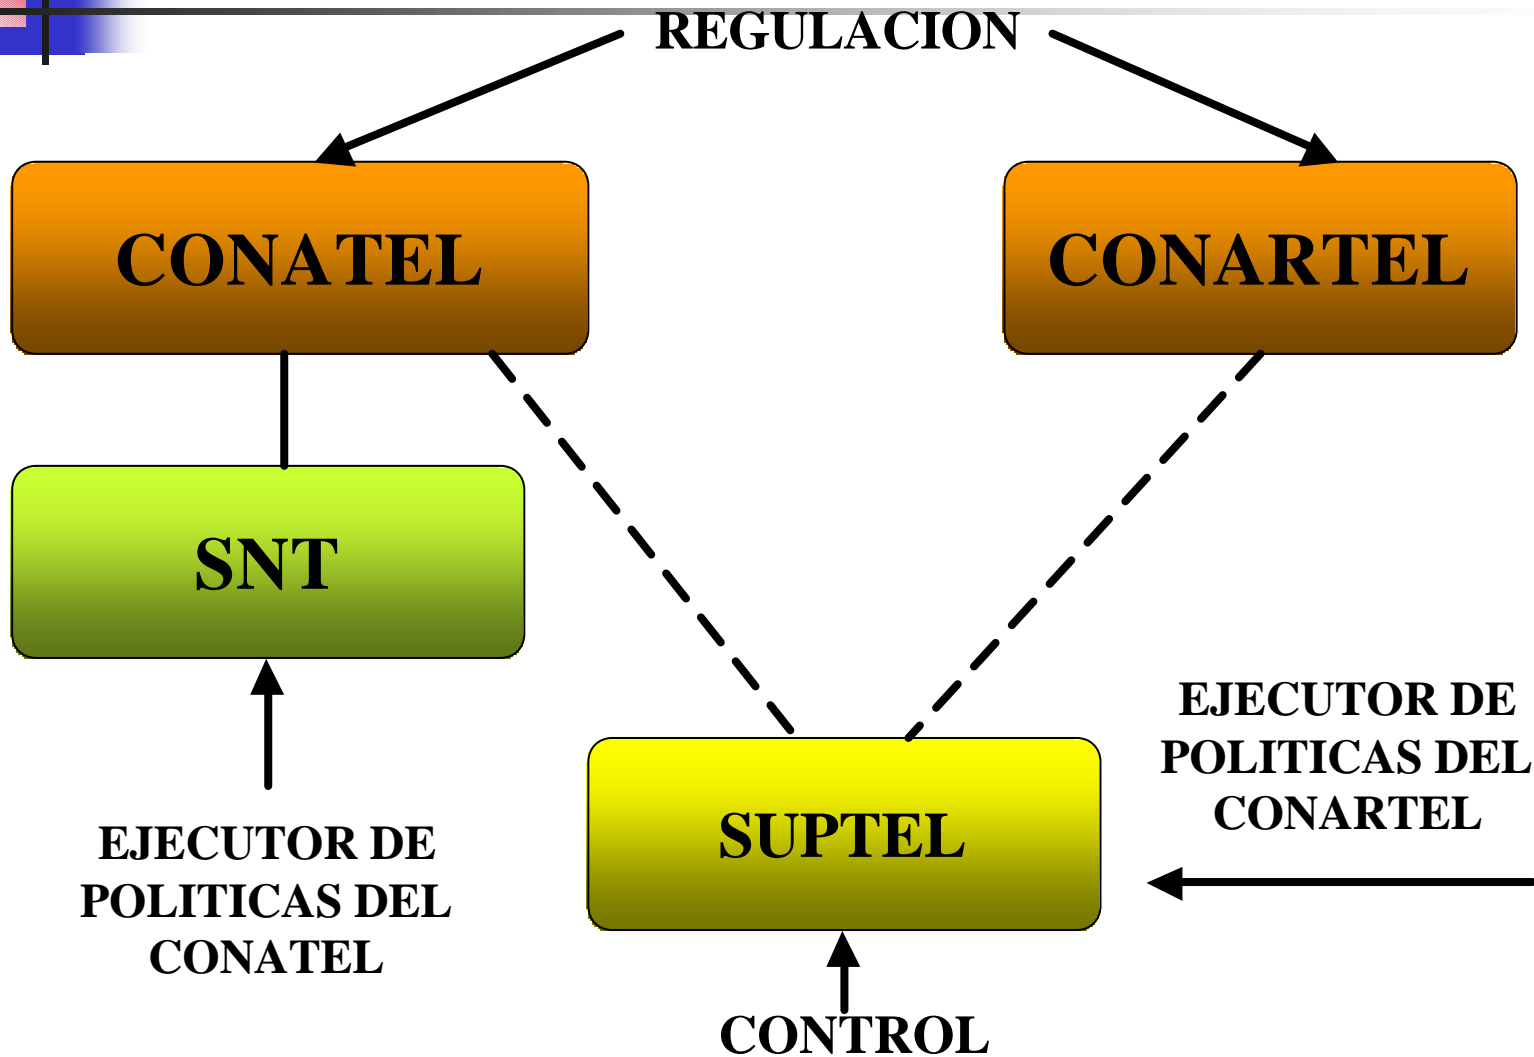 REGULACION
CONATEL
CONARTEL
SNT
EJECUTOR DE
POLITICAS DEL
CONARTEL
SUPTEL
EJECUTOR DE
POLITICAS DEL
CONATEL
CONTROL